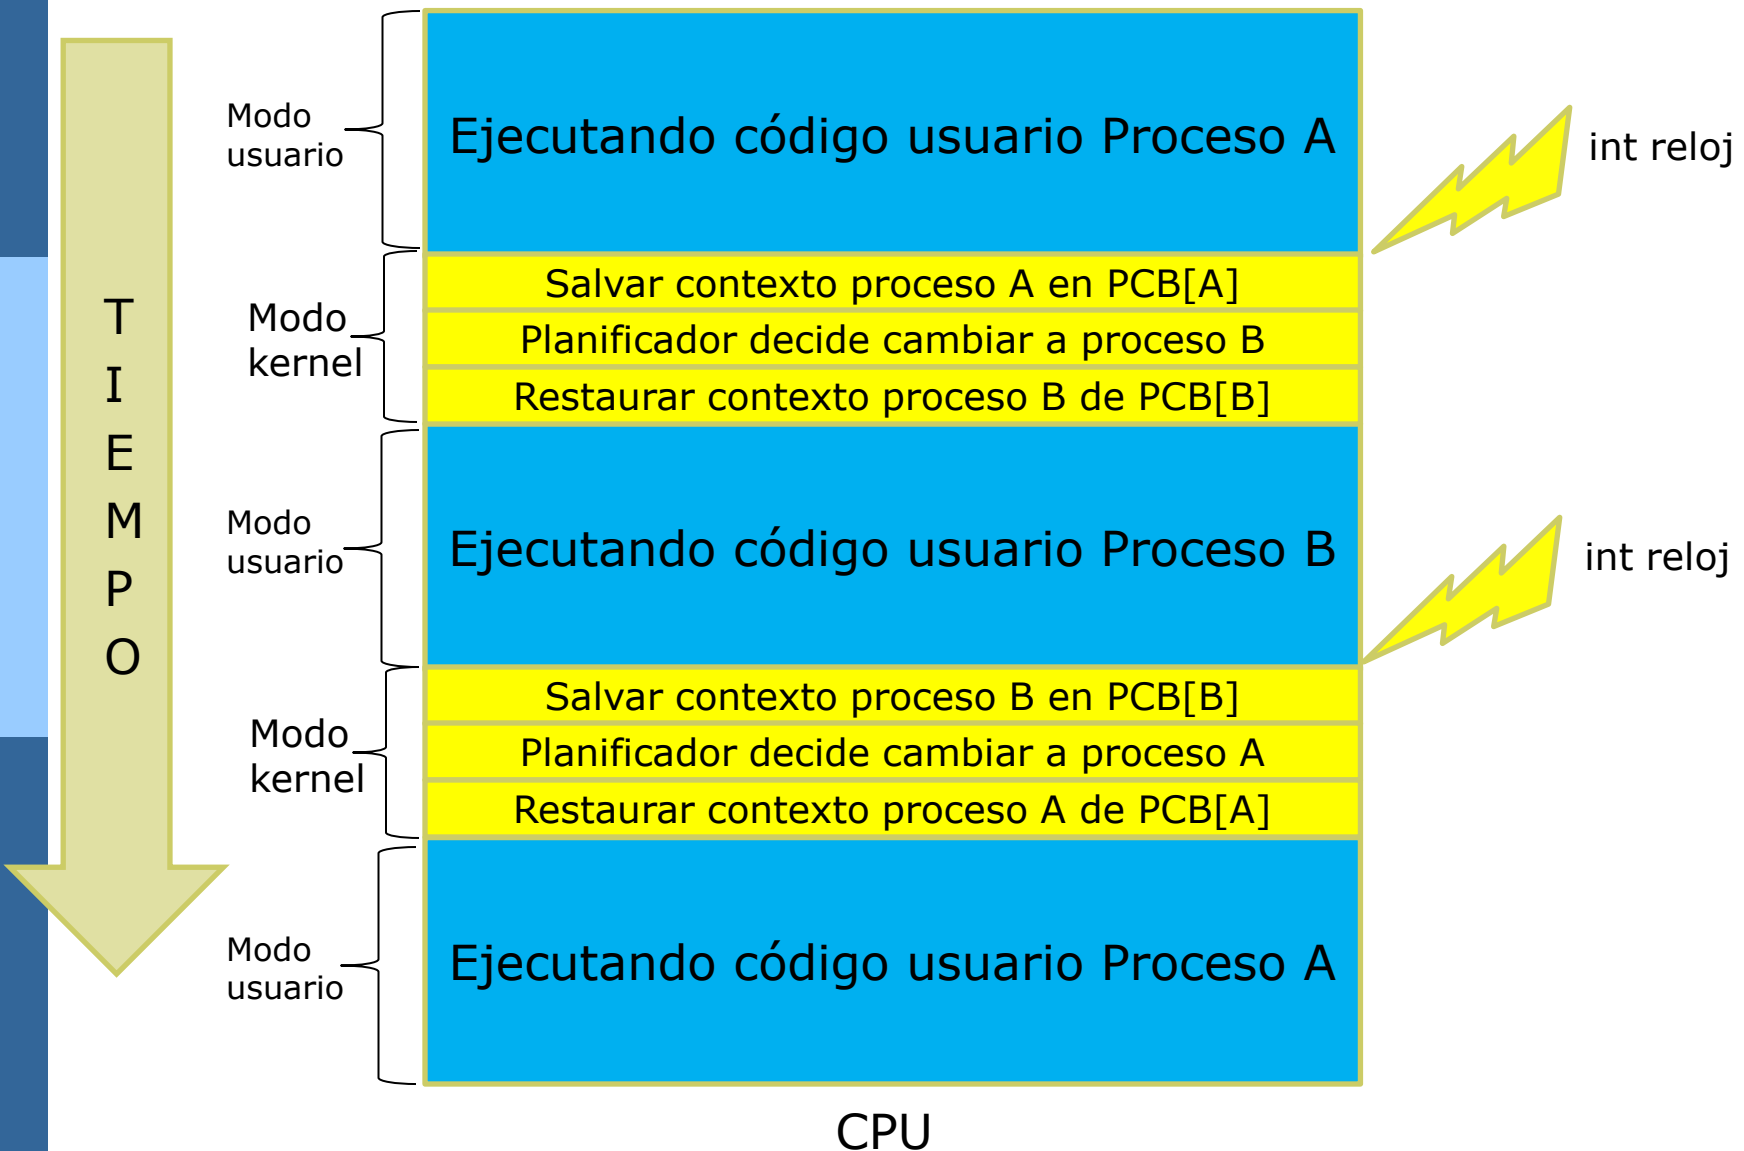 Modo
usuario
Ejecutando código usuario Proceso A
int reloj
Modo
kernel
Salvar contexto proceso A en PCB[A]
Planificador decide cambiar a proceso B
Restaurar contexto proceso B de PCB[B]
T
I
E
M
P
O
Modo
usuario
Ejecutando código usuario Proceso B
int reloj
Modo
kernel
Salvar contexto proceso B en PCB[B]
Planificador decide cambiar a proceso A
Restaurar contexto proceso A de PCB[A]
Modo
usuario
Ejecutando código usuario Proceso A
CPU